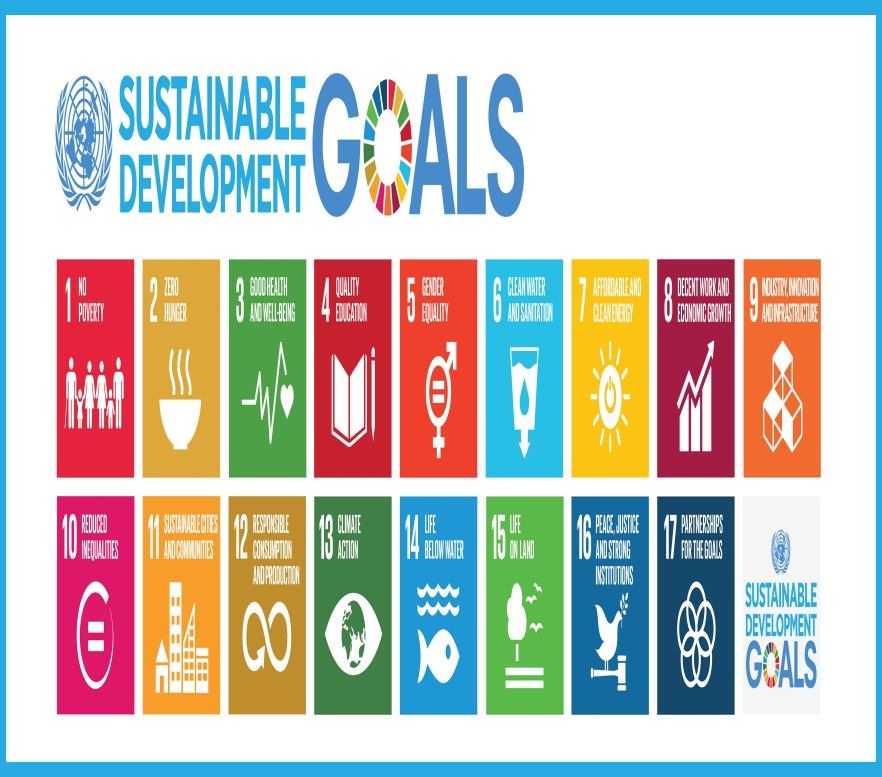 SUSTAINABLE
DEVELOPMENT
GOALS
1 NO
POVERTY
2 ZERO
HUNGER
3 GOOD HEALTH
AND WELL-BEING
4 QUALITY
EDUCATION
5 GENDER
EQUALITY
6 CLEAN WATER
AND SANITATION
7 AFFORDABLE AND
CLEAN ENERGY
8 DECENT WORK AND
ECONOMIC GROWTH
9 INDUSTRY, INNOVATION
AND INFRASTRUCTURE
10 REDUCED
INEQUALITIES
11 SUSTAINABLE CITIES
AND COMMUNITIES
12 RESPONSIBLE
CONSUMPTION
AND PRODUCTION
13 CLIMATE
ACTION
14 LIFE
BELOW WATER
15 LIFE
ON LAND
16 PEACE, JUSTICE
AND STRONG
INSTITUTIONS
17 PARTNERSHIPS
FOR THE GOALS
SUSTAINABLE
DEVELOPMENT
GOALS